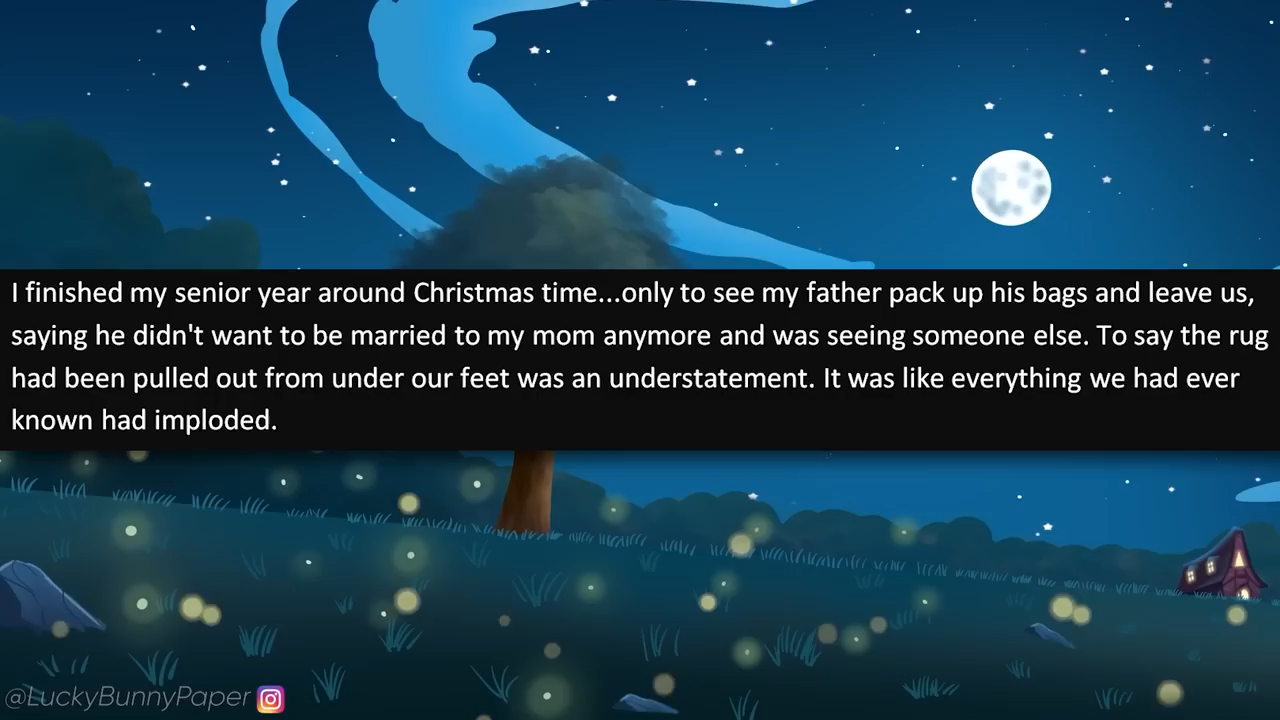 I finished my senior year around Christmas time...only to see my father pack up his bags and leave us,
saying he didn't want to be married to my mom anymore and was seeing someone else. To say the rug
had been pulled out from under our feet was an understatement. It was like everything we had ever
known had imploded.
@LuckyBunnyPaper